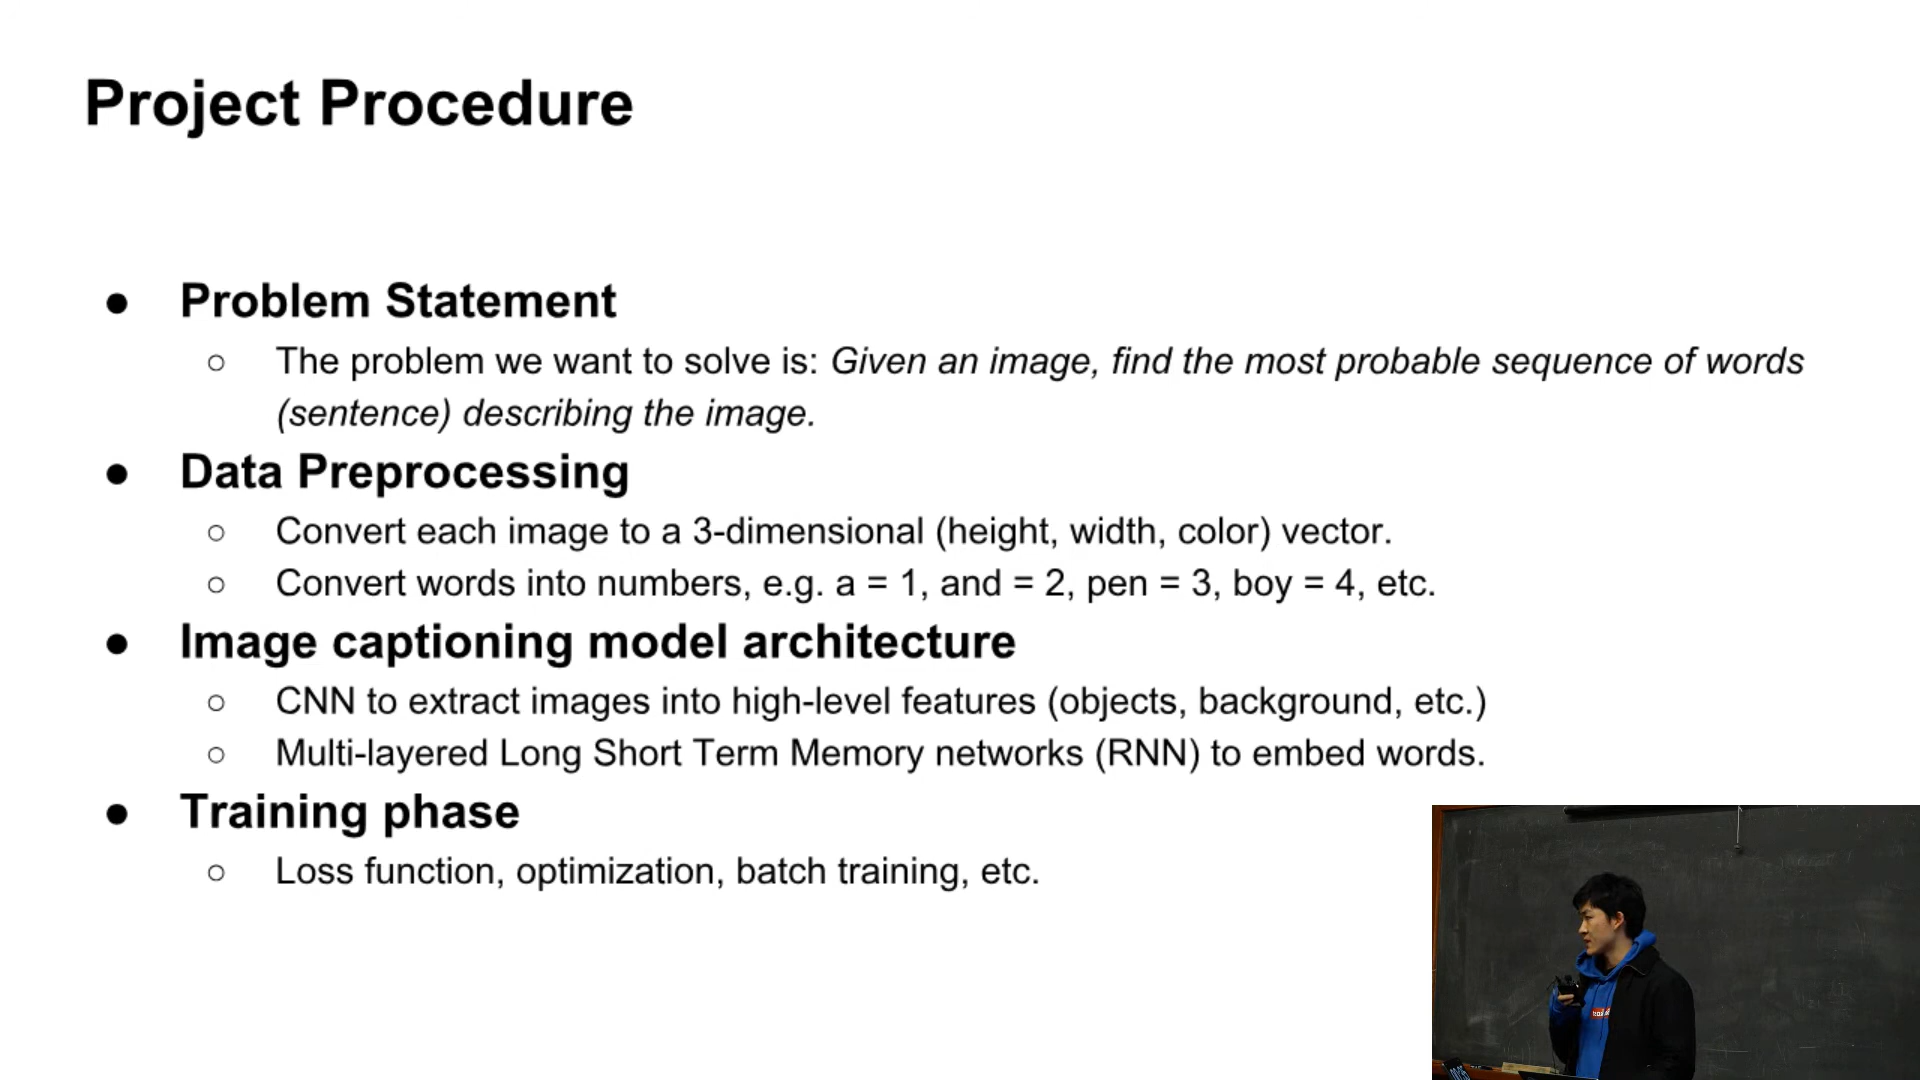 Project Procedure
● Problem Statement
○ The problem we want to solve is: Given an image, find the most probable sequence of words
(sentence) describing the image.
● Data Preprocessing
○ Convert each image to a 3-dimensional (height, width, color) vector.
○ Convert words into numbers, e.g. a = 1, and = 2, pen = 3, boy = 4, etc.
● Image captioning model architecture
○ CNN to extract images into high-level features (objects, background, etc.)
○ Multi-layered Long Short Term Memory networks (RNN) to embed words.
● Training phase
○ Loss function, optimization, batch training, etc.